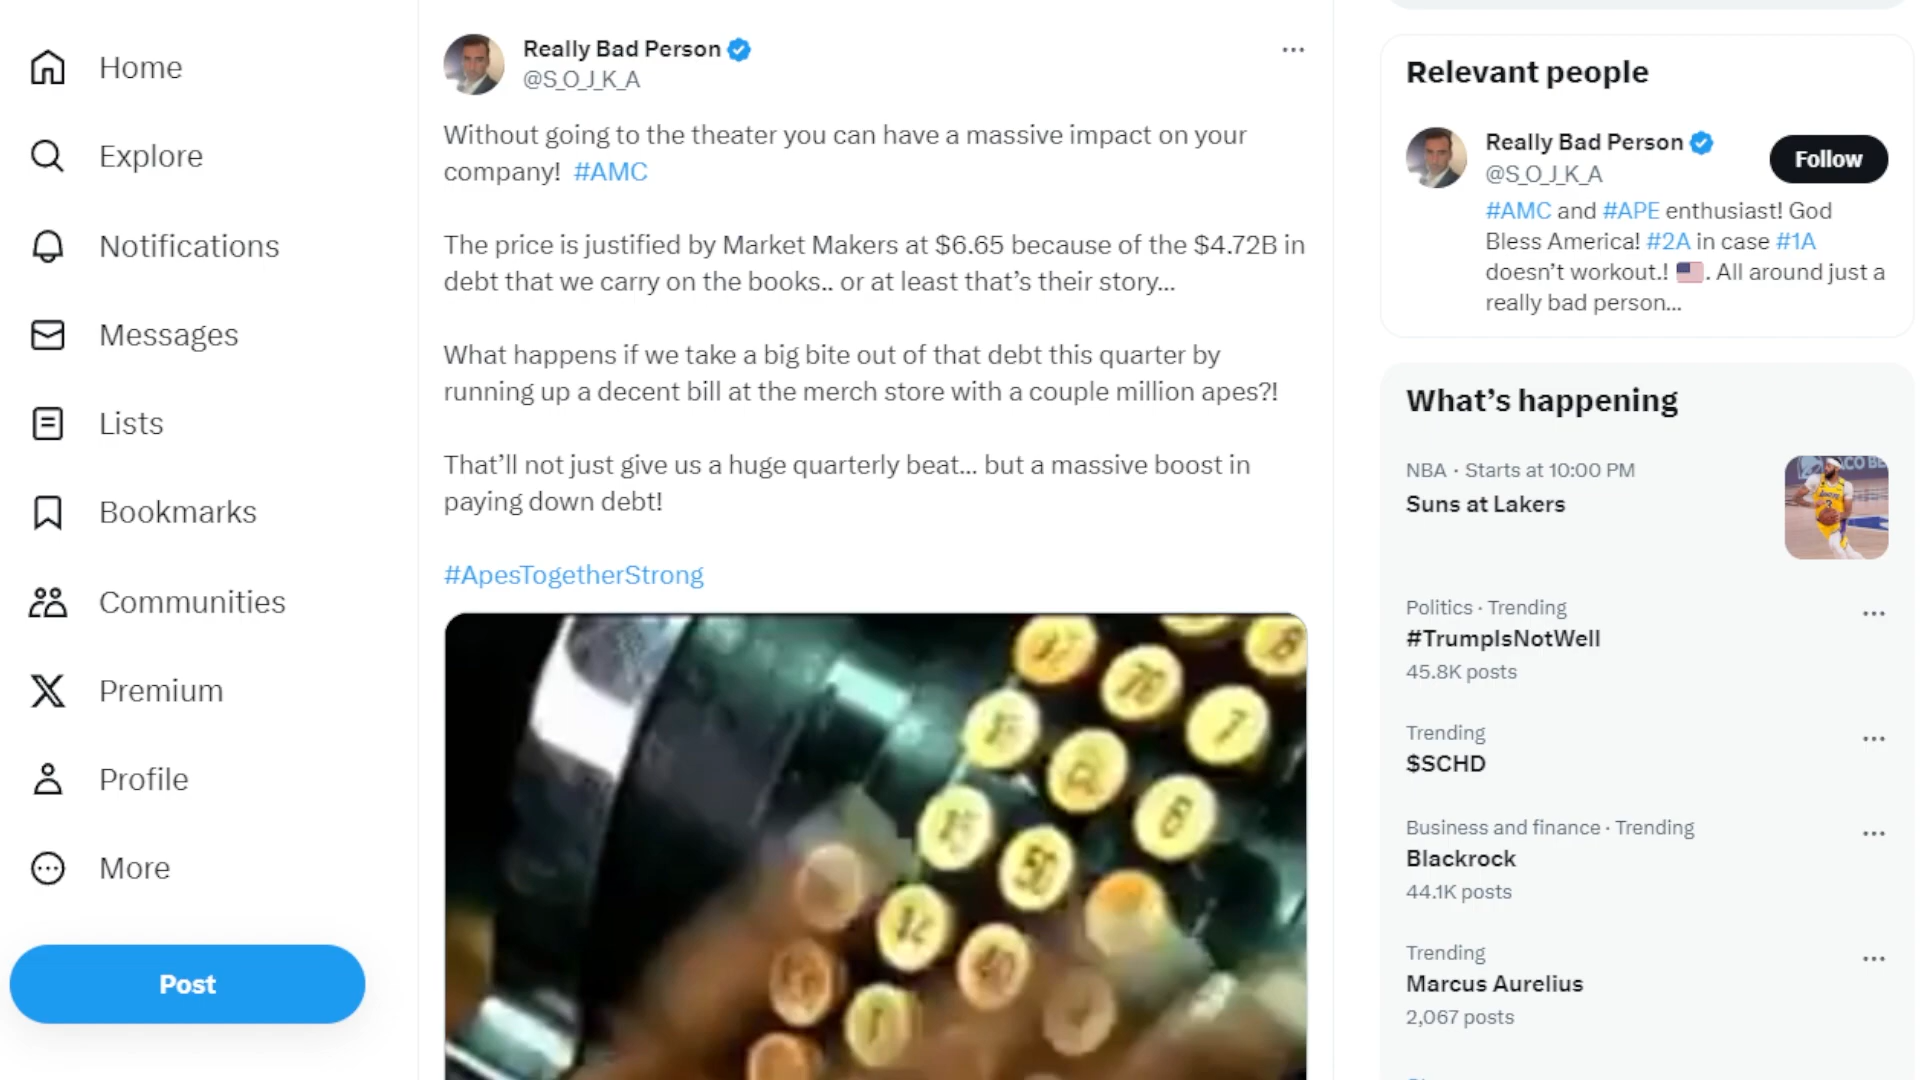 Home
Explore
Notifications
Messages
Lists
Bookmarks
Communities
Premium
Profile
More
Post
Really Bad Person
@S_O_J_K_A
Without going to the theater you can have a massive impact on your
company! #AMC
The price is justified by Market Makers at $6.65 because of the $4.72B in
debt that we carry on the books.. or at least that’s their story...
What happens if we take a big bite out of that debt this quarter by
running up a decent bill at the merch store with a couple million apes?!
That’ll not just give us a huge quarterly beat... but a massive boost in
paying down debt!
#ApesTogetherStrong
76
7
6
50
Relevant people
Really Bad Person
@S_O_J_K_A
Follow
#AMC and #APE enthusiast! God
Bless America! #2A in case #1A
doesn’t workout.! 🇺🇸. All around just a
really bad person...
What’s happening
NBA · Starts at 10:00 PM
Suns at Lakers
Politics · Trending
#TrumpIsNotWell
45.8K posts
Trending
$SCHD
Business and finance · Trending
Blackrock
44.1K posts
Trending
Marcus Aurelius
2,067 posts